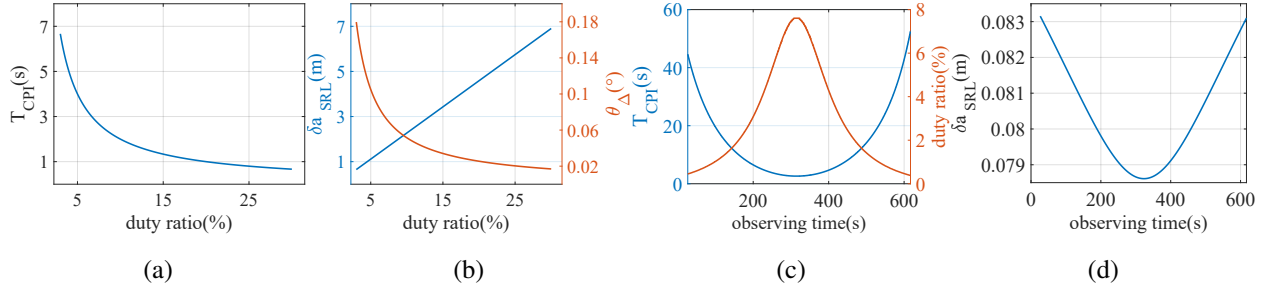 7
5
3
1
5
15
25
T_CPI(s)
duty ratio(%)
(a)
7
5
3
1
5
15
25
0.18
0.14
0.10
0.06
0.02
δa_SRL(m)
θ_Δ(°)
duty ratio(%)
(b)
60
40
20
0
200
400
600
8
6
4
2
0
T_CPI(s)
duty ratio(%)
observing time(s)
(c)
0.083
0.082
0.081
0.08
0.079
0
200
400
600
δa_SRL(m)
observing time(s)
(d)